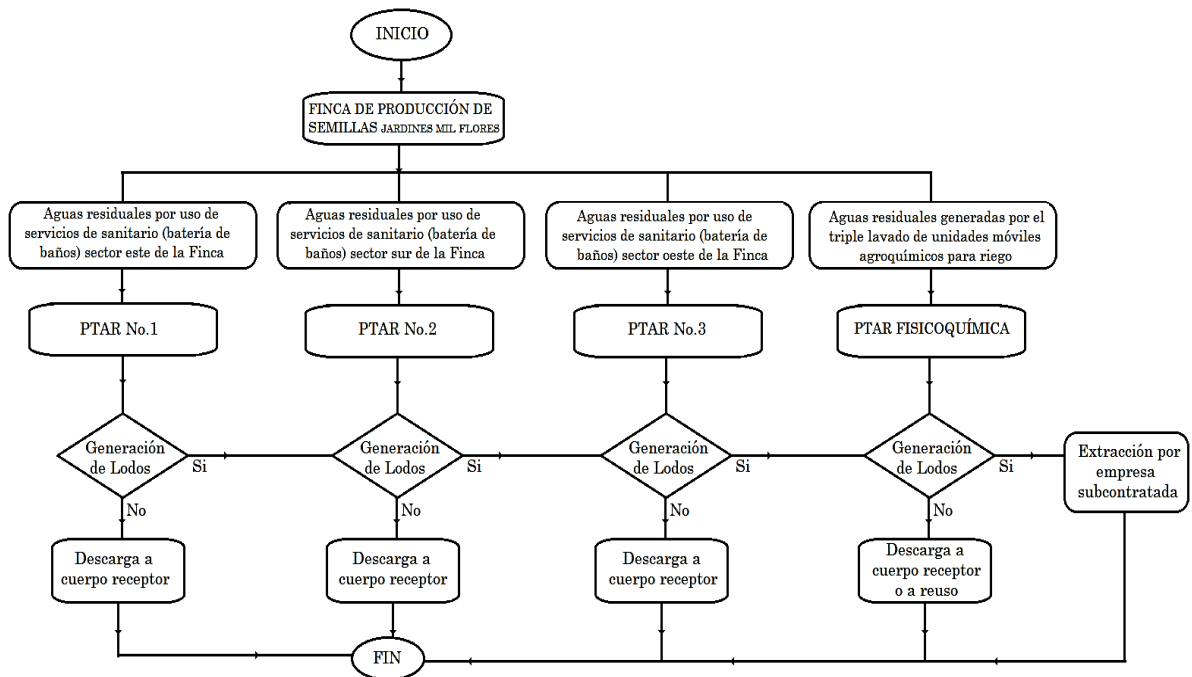 INICIO
FINCA DE PRODUCCIÓN DE
SEMILLAS JARDINES MIL FLORES
Aguas residuales por uso de
servicios de sanitario (batería de
baños) sector este de la Finca
Aguas residuales por uso de
servicios de sanitario (batería de
baños) sector sur de la Finca
Aguas residuales por uso de
servicios de sanitario (batería de
baños) sector oeste de la Finca
Aguas residuales generadas por el
triple lavado de unidades móviles
agroquímicos para riego
PTAR No.1
PTAR No.2
PTAR No.3
PTAR FISICOQUÍMICA
Generación
de Lodos
Si
No
Generación
de Lodos
Si
No
Generación
de Lodos
Si
No
Generación
de Lodos
Si
No
Extracción por
empresa
subcontratada
Descarga a
cuerpo receptor
Descarga a
cuerpo receptor
Descarga a
cuerpo receptor
Descarga a
cuerpo receptor
o a reuso
FIN